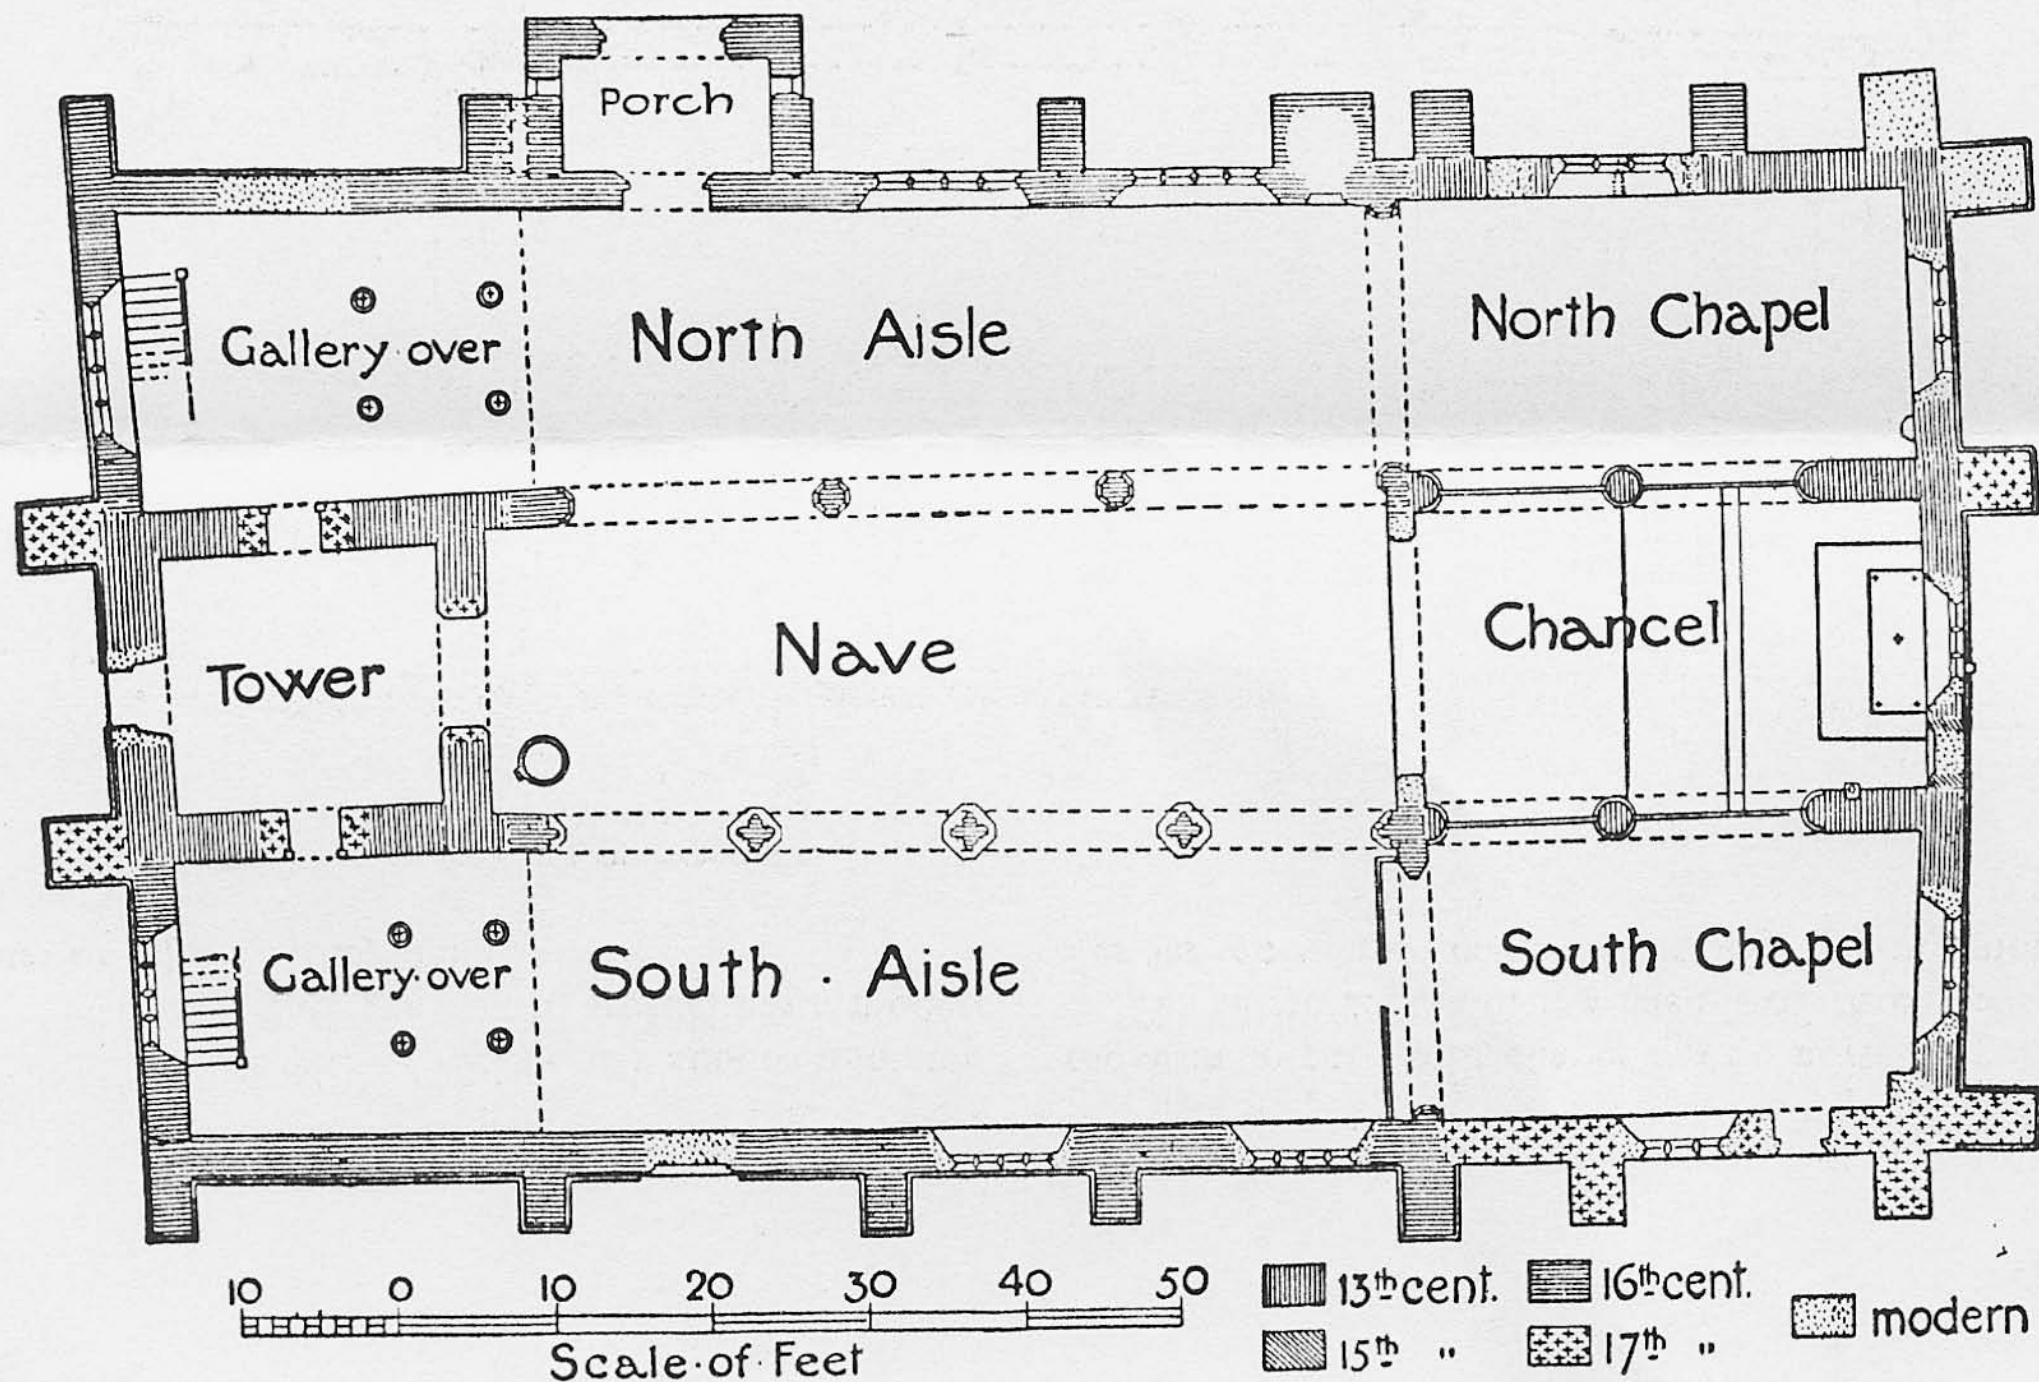 Porch
Gallery·over
North Aisle
North Chapel
Tower
Nave
Chancel
Gallery·over
South · Aisle
South Chapel
10 0 10 20 30 40 50
Scale·of·Feet
13th cent.
16th cent.
15th "
17th "
modern